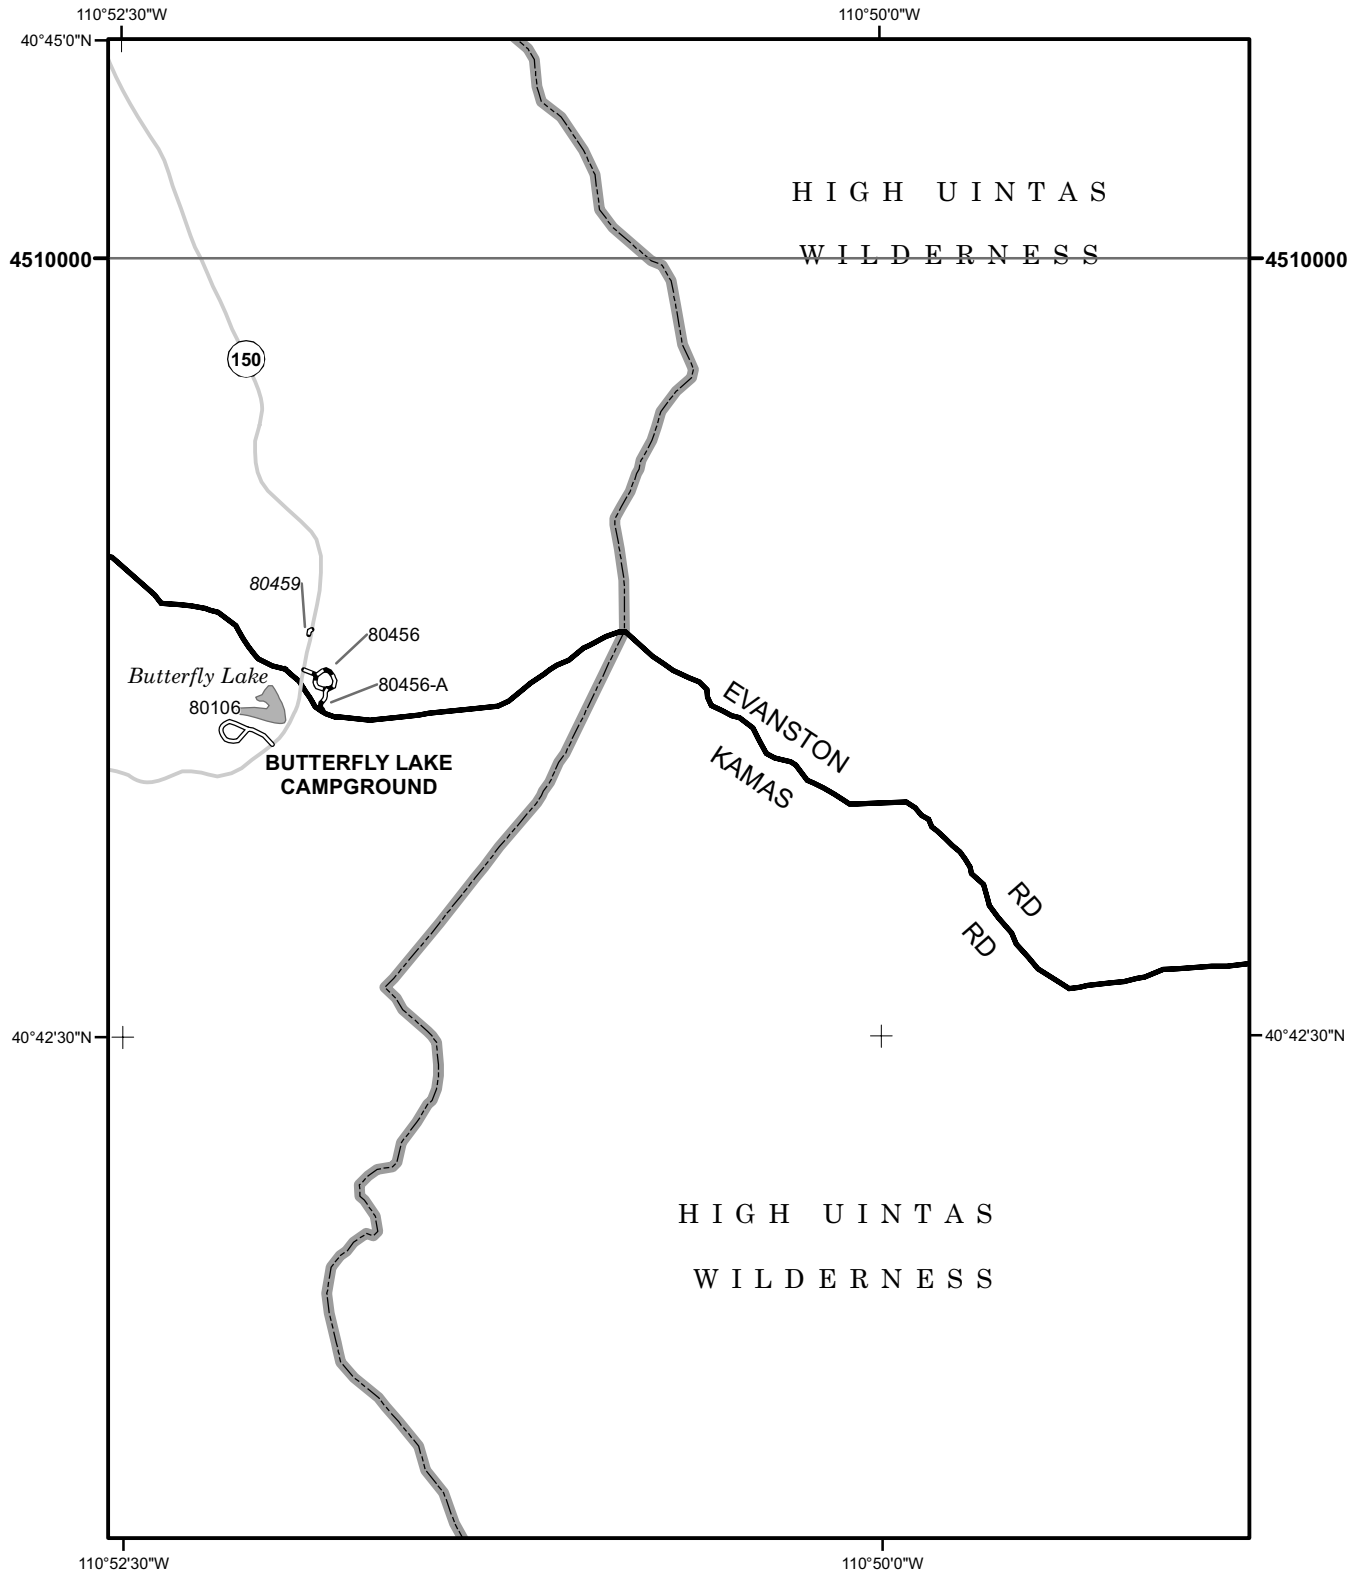 110°52'30"W
110°50'0"W
40°45'0"N
HIGH UINTAS
WILDERNESS
4510000
4510000
150
80459
80456
Butterfly Lake
80456-A
80106
EVANSTON
KAMAS
BUTTERFLY LAKE
CAMPGROUND
RD
RD
40°42'30"N
40°42'30"N
HIGH UINTAS
WILDERNESS
110°52'30"W
110°50'0"W